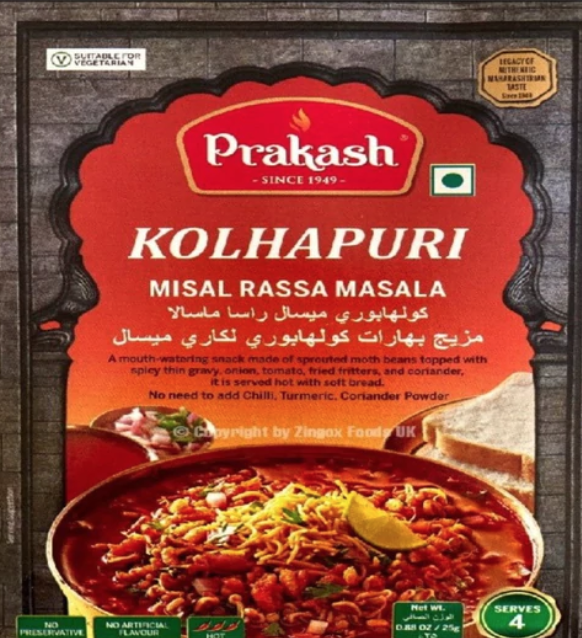 SUITABLE FOR
VEGETARIAN
LEGACY OF
AUTHENTIC
MAHARASHTRIAN
TASTE
Since 1949
Prakash
- SINCE 1949 -
KOLHAPURI
MISAL RASSA MASALA
كولهابوري ميسال راسا ماسالا
مزيج بهارات كولهابوري لكاري ميسال
A mouth-watering snack made of sprouted moth beans topped with
spicy thin gravy, onion, tomato, fried fritters, and coriander,
it is served hot with soft bread.
No need to add Chilli, Turmeric, Coriander Powder
© Copyright by Zingox Foods UK
NO
PRESERVATIVE
NO ARTIFICIAL
FLAVOUR
HOT
Net Wt.
الوزن الصافي
0.88 OZ / 25g
SERVES
4